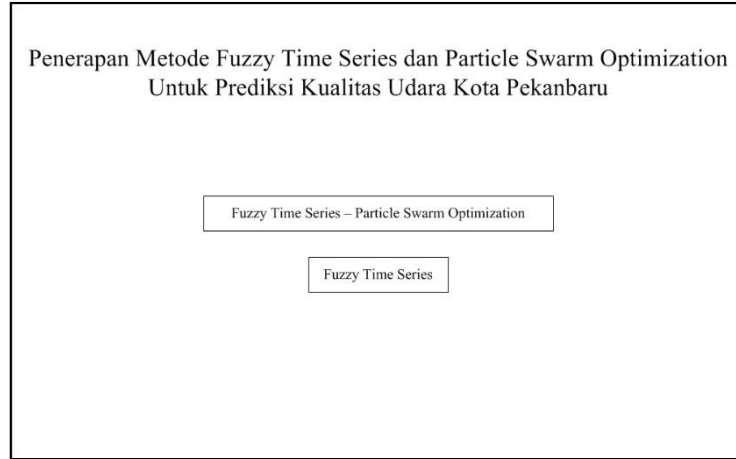 Penerapan Metode Fuzzy Time Series dan Particle Swarm Optimization
Untuk Prediksi Kualitas Udara Kota Pekanbaru
Fuzzy Time Series – Particle Swarm Optimization
Fuzzy Time Series